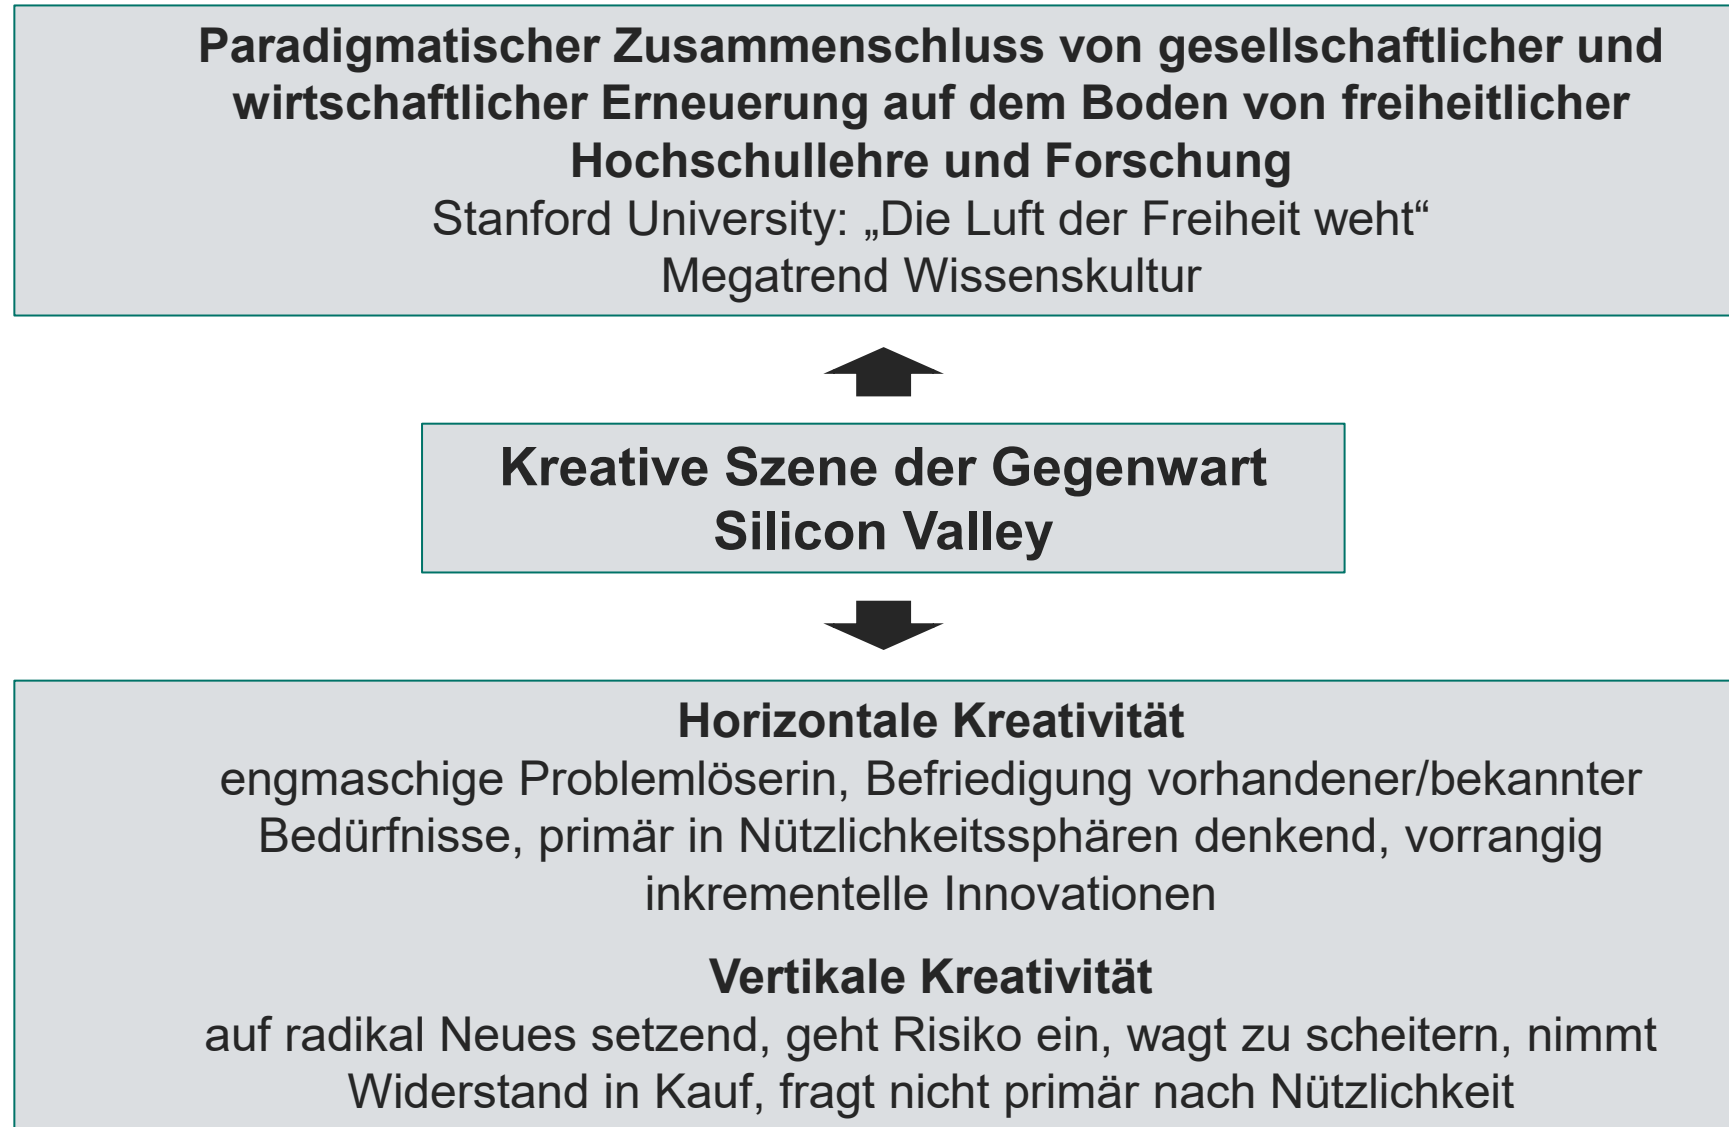 Paradigmatischer Zusammenschluss von gesellschaftlicher und
wirtschaftlicher Erneuerung auf dem Boden von freiheitlicher
Hochschullehre und Forschung
Stanford University: „Die Luft der Freiheit weht“
Megatrend Wissenskultur
Kreative Szene der Gegenwart
Silicon Valley
Horizontale Kreativität
engmaschige Problemlöserin, Befriedigung vorhandener/bekannter
Bedürfnisse, primär in Nützlichkeitssphären denkend, vorrangig
inkrementelle Innovationen
Vertikale Kreativität
auf radikal Neues setzend, geht Risiko ein, wagt zu scheitern, nimmt
Widerstand in Kauf, fragt nicht primär nach Nützlichkeit